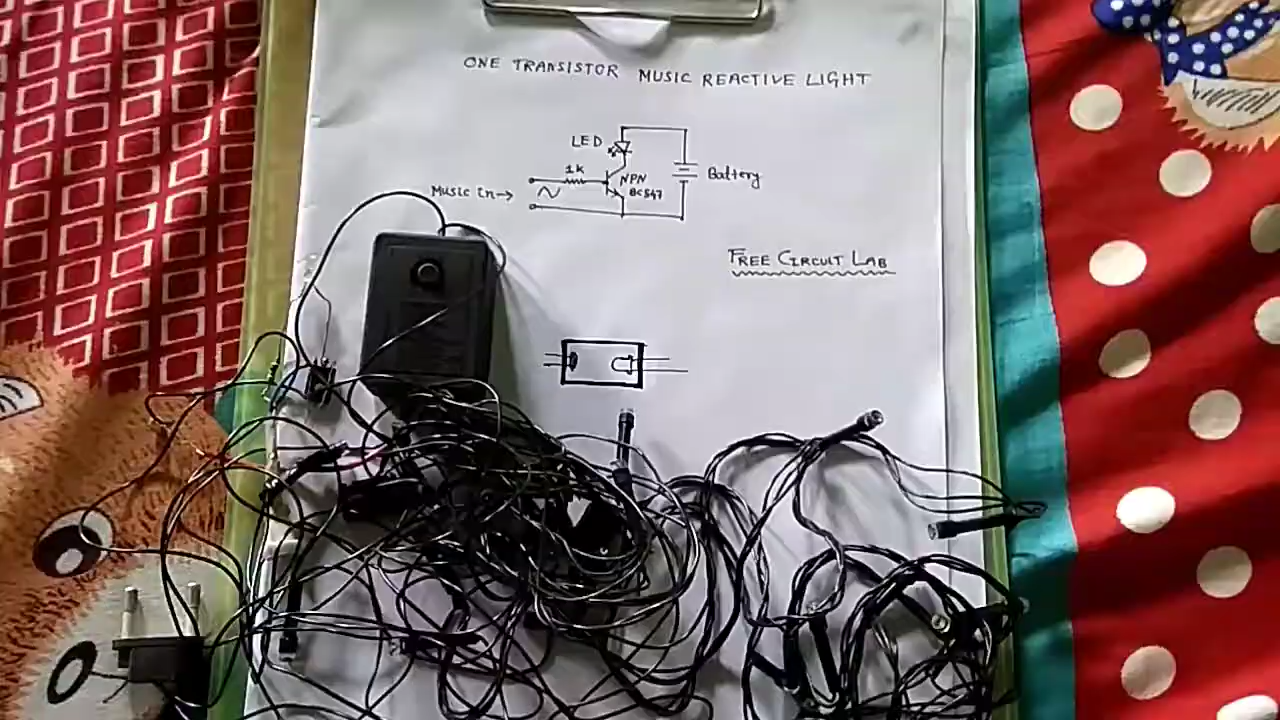 ONE TRANSISTOR MUSIC REACTIVE LIGHT
LED
1k
NPN
Battery
Music in→
BC547
FREE CIRCUIT LAB